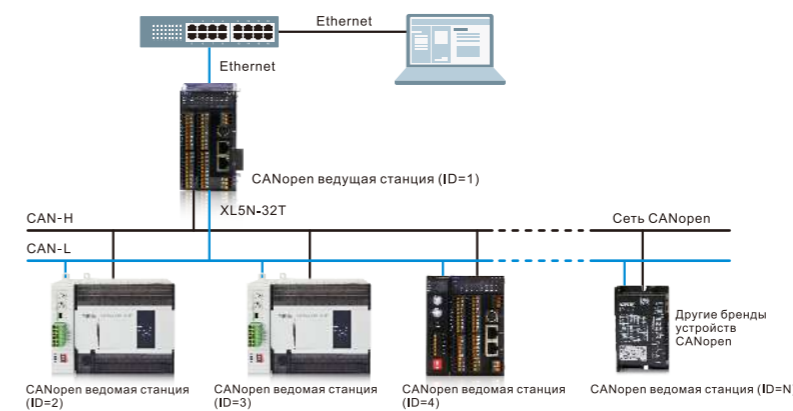 Ethernet
Ethernet
CANopen ведущая станция (ID=1)
XL5N-32T
CAN-H
Сеть CANopen
CAN-L
Другие бренды
устройств
CANopen
CANopen ведомая станция
(ID=2)
CANopen ведомая станция
(ID=3)
CANopen ведомая станция
(ID=4)
CANopen ведомая станция (ID=N